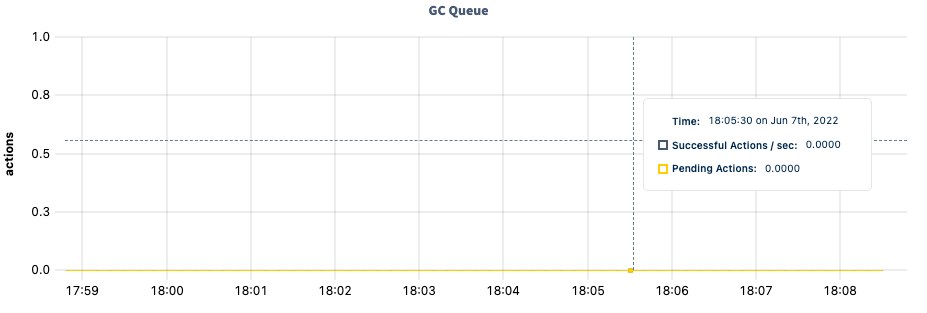 GC Queue
1.0
0.8
0.5
0.3
0.0
actions
Time: 18:05:30 on Jun 7th, 2022
Successful Actions / sec: 0.0000
Pending Actions: 0.0000
17:59 18:00 18:01 18:02 18:03 18:04 18:05 18:06 18:07 18:08